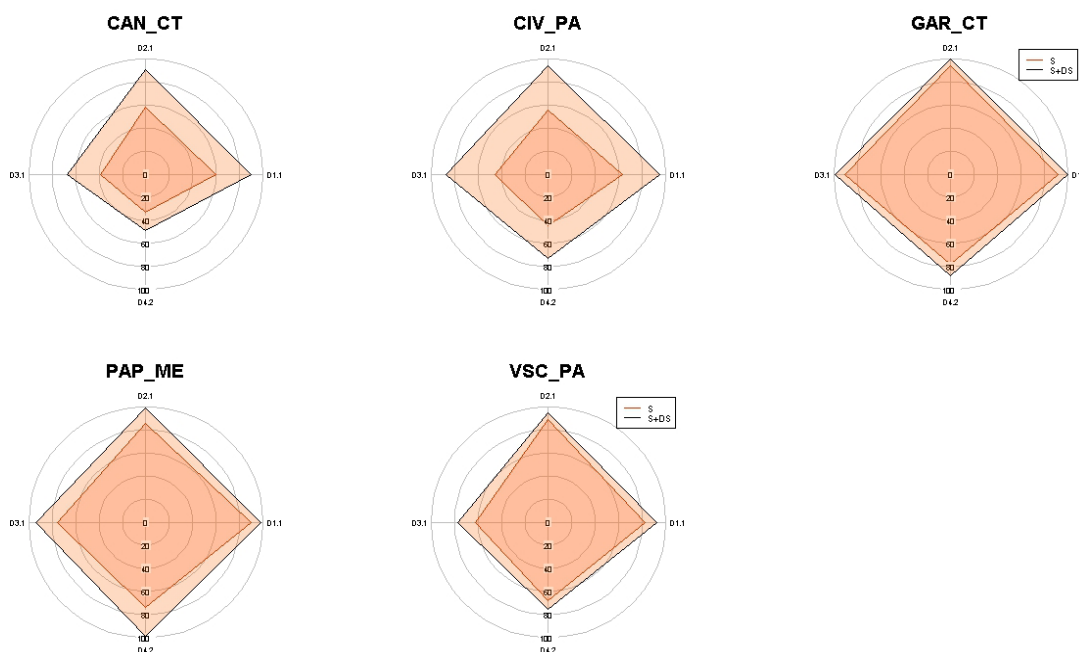 CAN_CT
D2.1
D3.1
D1.1
0
20
40
60
80
100
D4.2
CIV_PA
D2.1
D3.1
D1.1
0
20
40
60
80
100
D4.2
GAR_CT
D2.1
S
S+DS
D3.1
D1
0
20
40
60
80
100
D4.2
PAP_ME
D2.1
D3.1
D1.1
0
20
40
60
80
100
D4.2
VSC_PA
D2.1
S
S+DS
D3.1
D1.1
0
20
40
60
80
100
D4.2